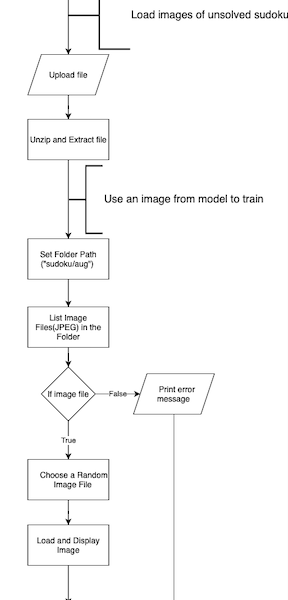 Load images of unsolved sudoku
Upload file
Unzip and Extract file
Use an image from model to train
Set Folder Path
("sudoku/aug")
List Image
Files(JPEG) in the
Folder
If image file
False
Print error
message
True
Choose a Random
Image File
Load and Display
Image